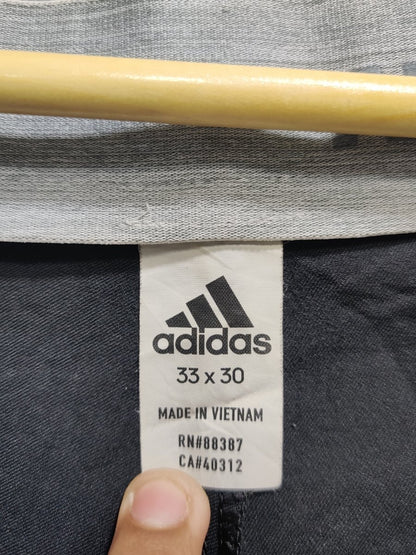 adidas
33 x 30
MADE IN VIETNAM
RN#88387
CA#40312